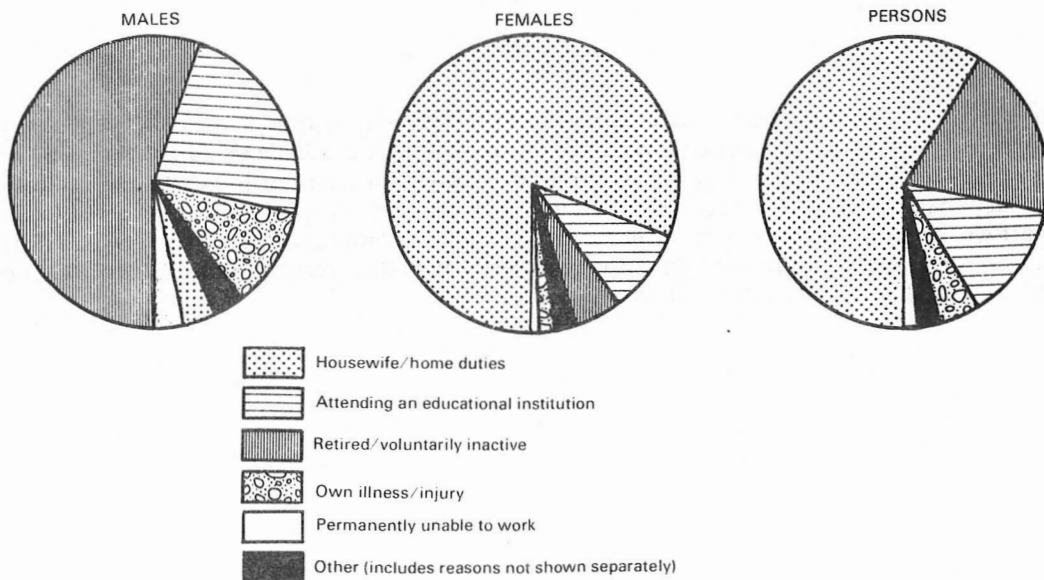 MALES
FEMALES
PERSONS
Housewife/home duties
Attending an educational institution
Retired/voluntarily inactive
Own illness/injury
Permanently unable to work
Other (includes reasons not shown separately)